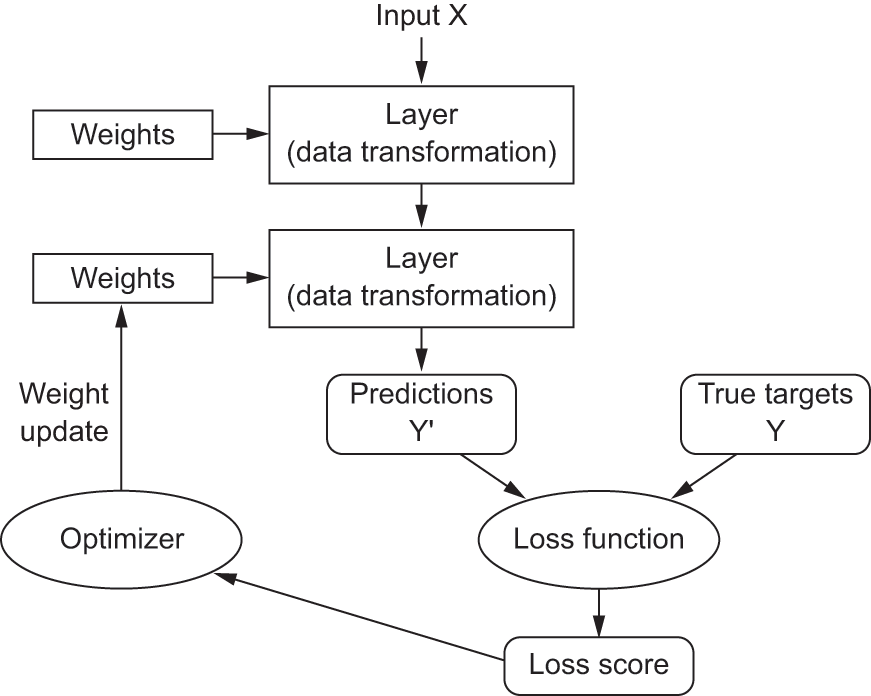 Input X
Layer
(data transformation)
Weights
Layer
(data transformation)
Weights
Predictions
Y'
True targets
Y
Weight
update
Optimizer
Loss function
Loss score